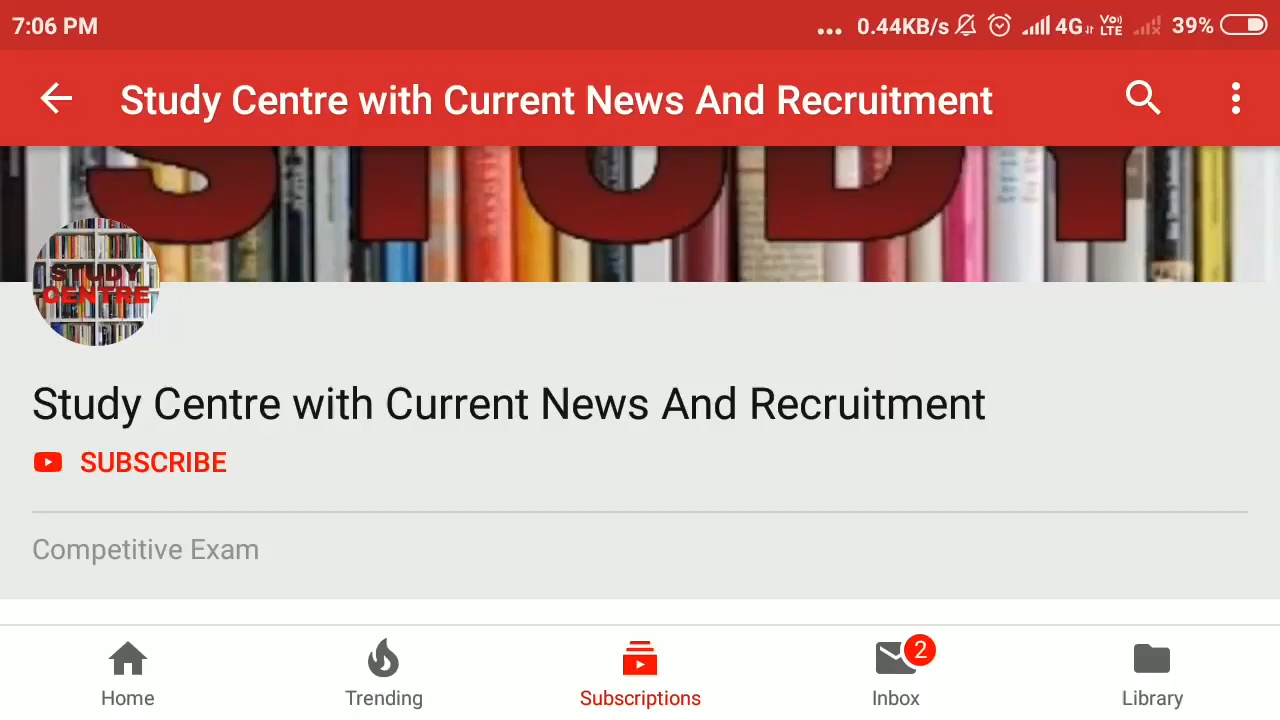 7:06 PM
... 0.44KB/s 4G Vo) LTE 39%
Study Centre with Current News And Recruitment
STUDY
STUDY
CENTRE
Study Centre with Current News And Recruitment
SUBSCRIBE
Competitive Exam
2
Home Trending Subscriptions Inbox Library